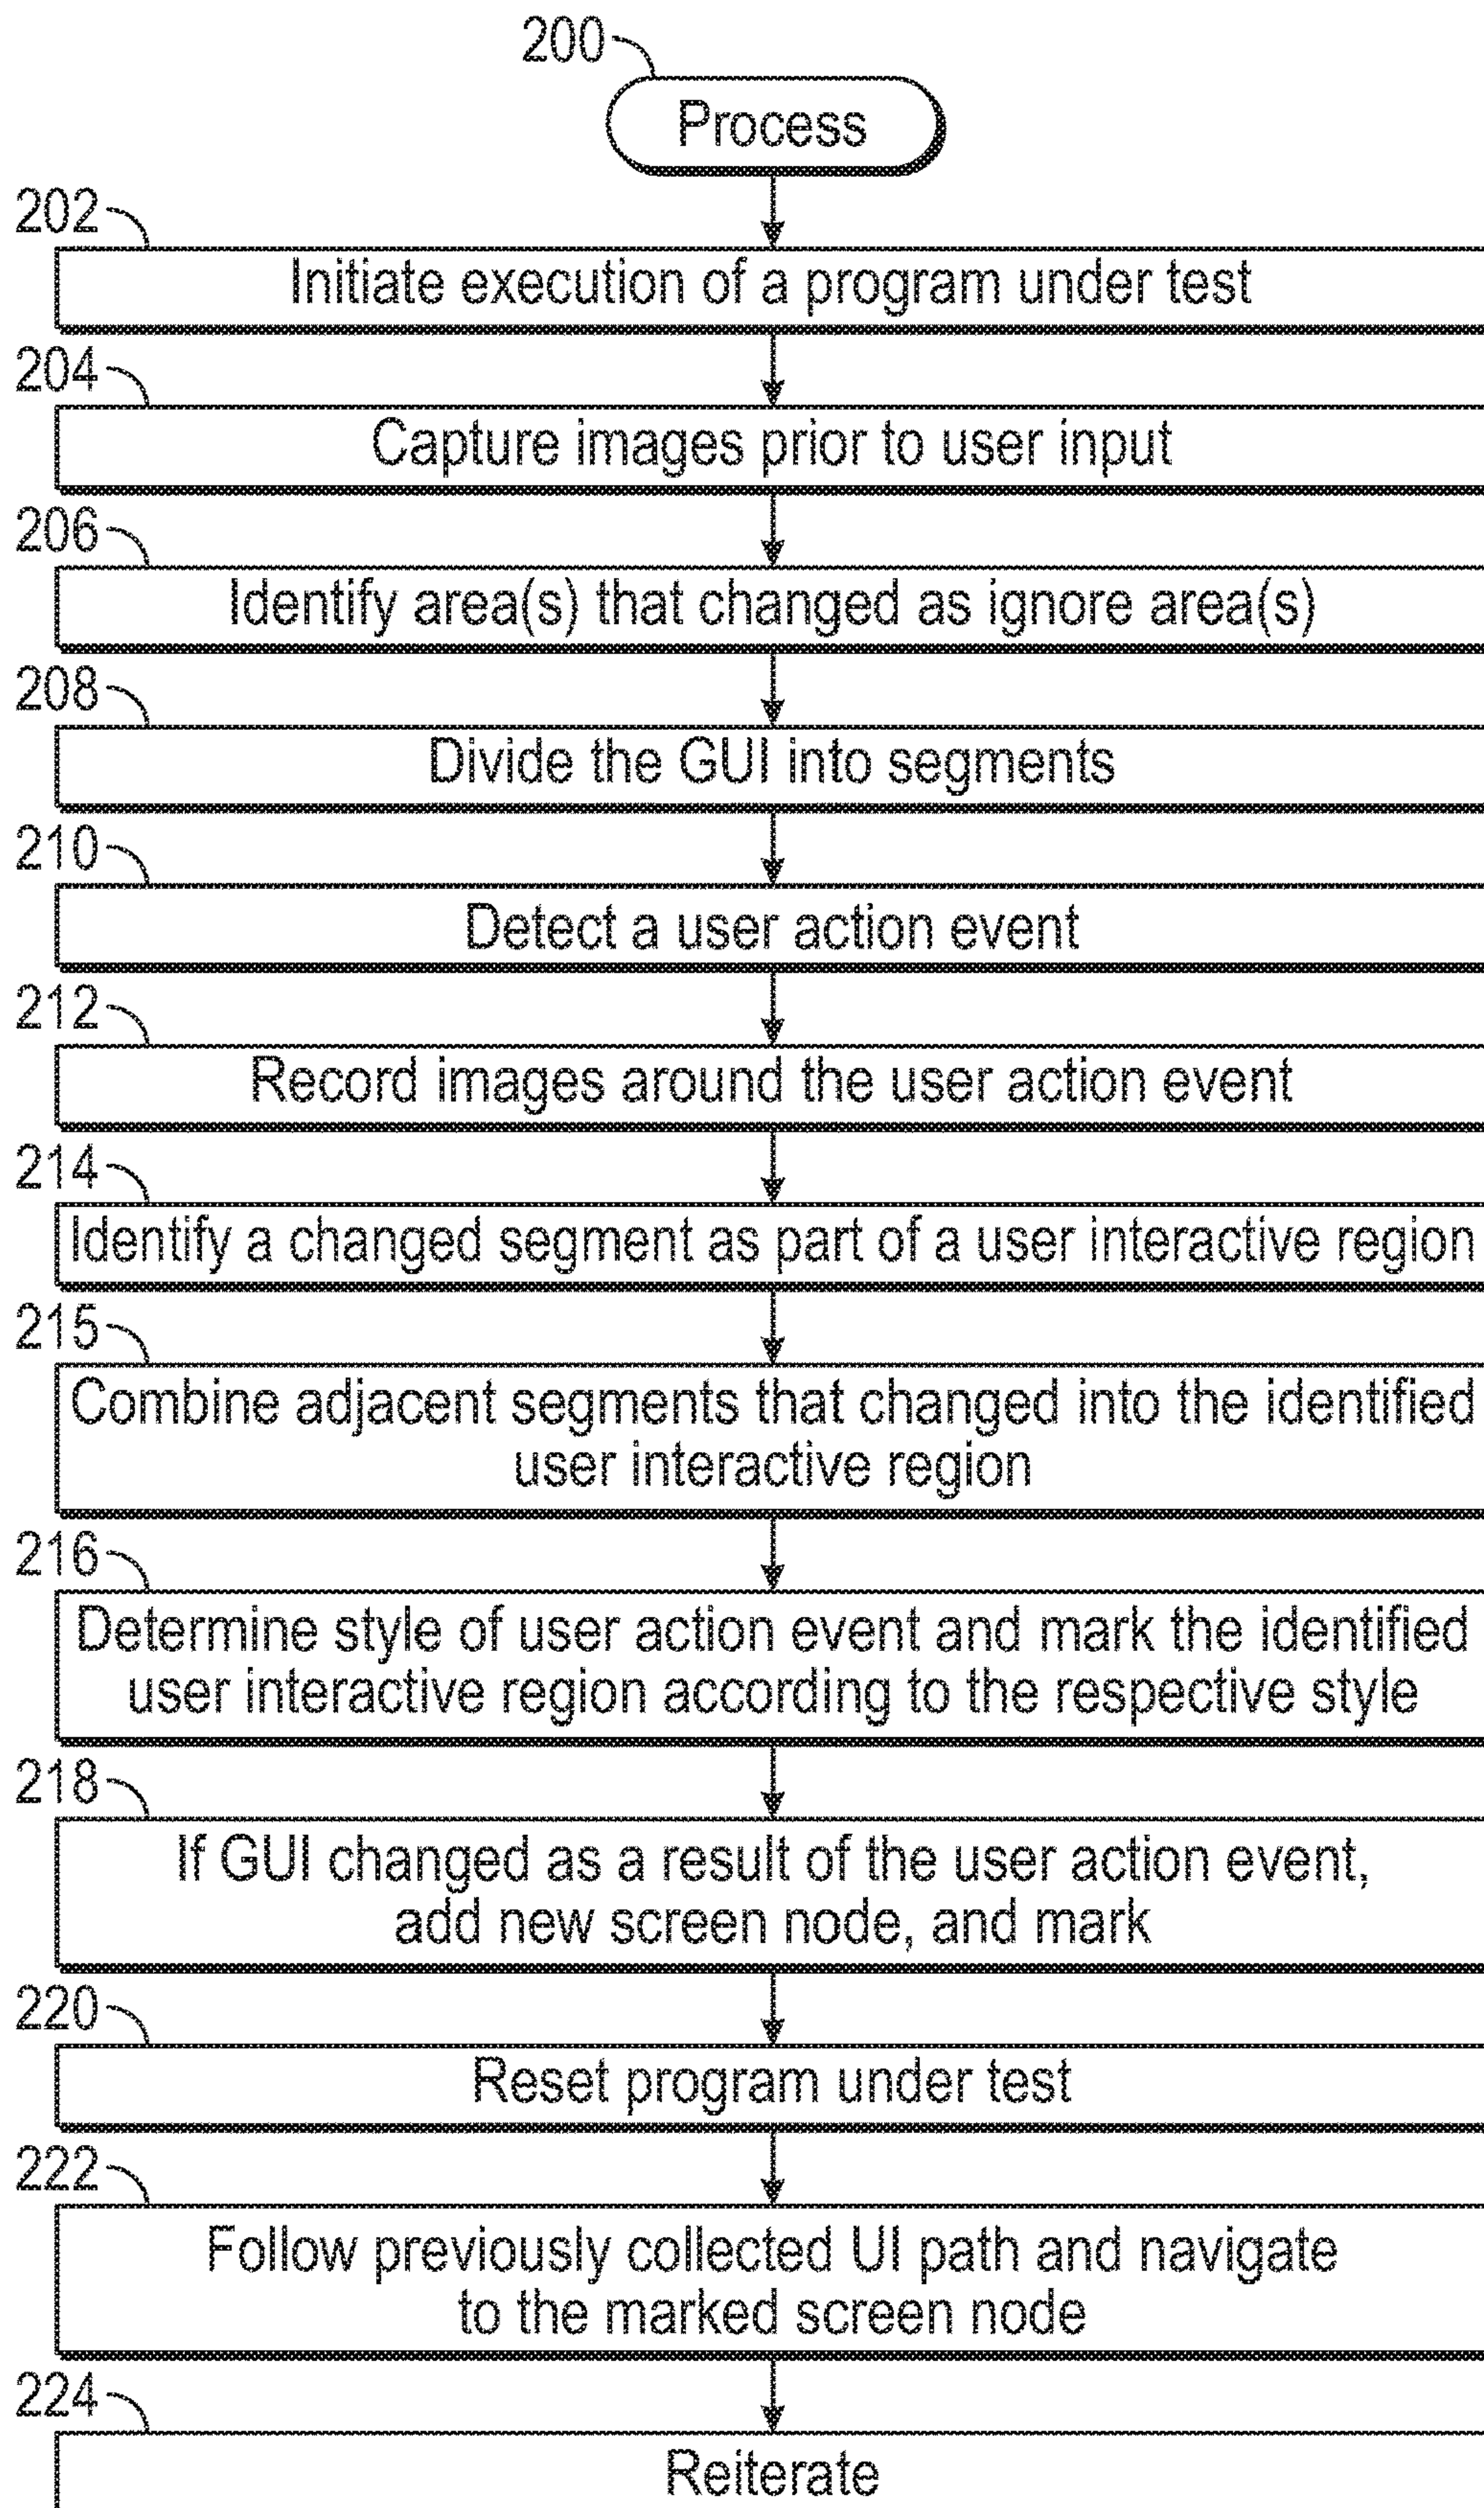 200
Process
202
Initiate execution of a program under test
204
Capture images prior to user input
206
Identify area(s) that changed as ignore area(s)
208
Divide the GUI into segments
210
Detect a user action event
212
Record images around the user action event
214
Identify a changed segment as part of a user interactive region
215
Combine adjacent segments that changed into the identified
user interactive region
216
Determine style of user action event and mark the identified
user interactive region according to the respective style
218
If GUI changed as a result of the user action event,
add new screen node, and mark
220
Reset program under test
222
Follow previously collected UI path and navigate
to the marked screen node
224
Reiterate